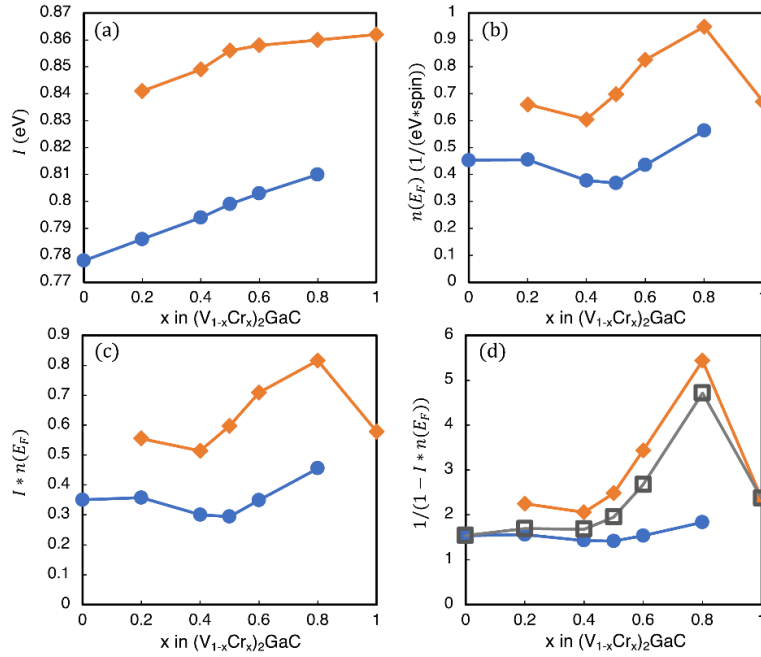 (a)
0.87
0.86
0.85
0.84
0.83
0.82
0.81
0.8
0.79
0.78
0.77
I (eV)
0 0.2 0.4 0.6 0.8 1
x in (V1-xCrx)2GaC
(b)
1
0.9
0.8
0.7
0.6
0.5
0.4
0.3
0.2
0.1
0
n(EF) (1/(eV*spin))
0 0.2 0.4 0.6 0.8 1
x in (V1-xCrx)2GaC
(c)
0.9
0.8
0.7
0.6
0.5
0.4
0.3
0.2
0.1
0
I * n(EF)
0 0.2 0.4 0.6 0.8 1
x in (V1-xCrx)2GaC
(d)
6
5
4
3
2
1
0
1/(1 − I * n(EF))
0 0.2 0.4 0.6 0.8 1
x in (V1-xCrx)2GaC